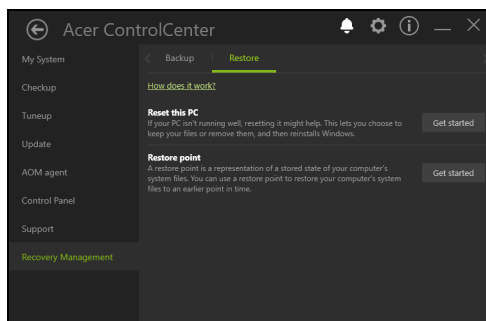 Acer ControlCenter
My System
Backup
Restore
Checkup
How does it work?
Reset this PC
If your PC isn't running well, resetting it might help. This lets you choose to
keep your files or remove them, and then reinstalls Windows.
Get started
Tuneup
Update
Restore point
A restore point is a representation of a stored state of your computer's
system files. You can use a restore point to restore your computer's system
files to an earlier point in time.
Get started
AOM agent
Control Panel
Support
Recovery Management